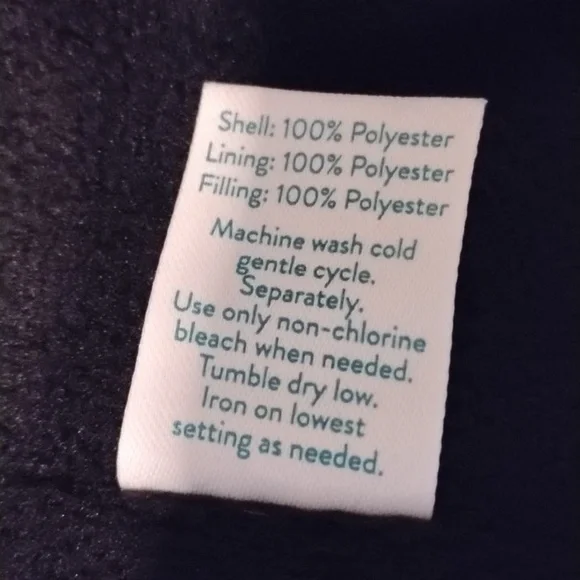 Shell: 100% Polyester
Lining: 100% Polyester
Filling: 100% Polyester
Machine wash cold
gentle cycle.
Separately.
Use only non-chlorine
bleach when needed.
Tumble dry low.
Iron on lowest
setting as needed.